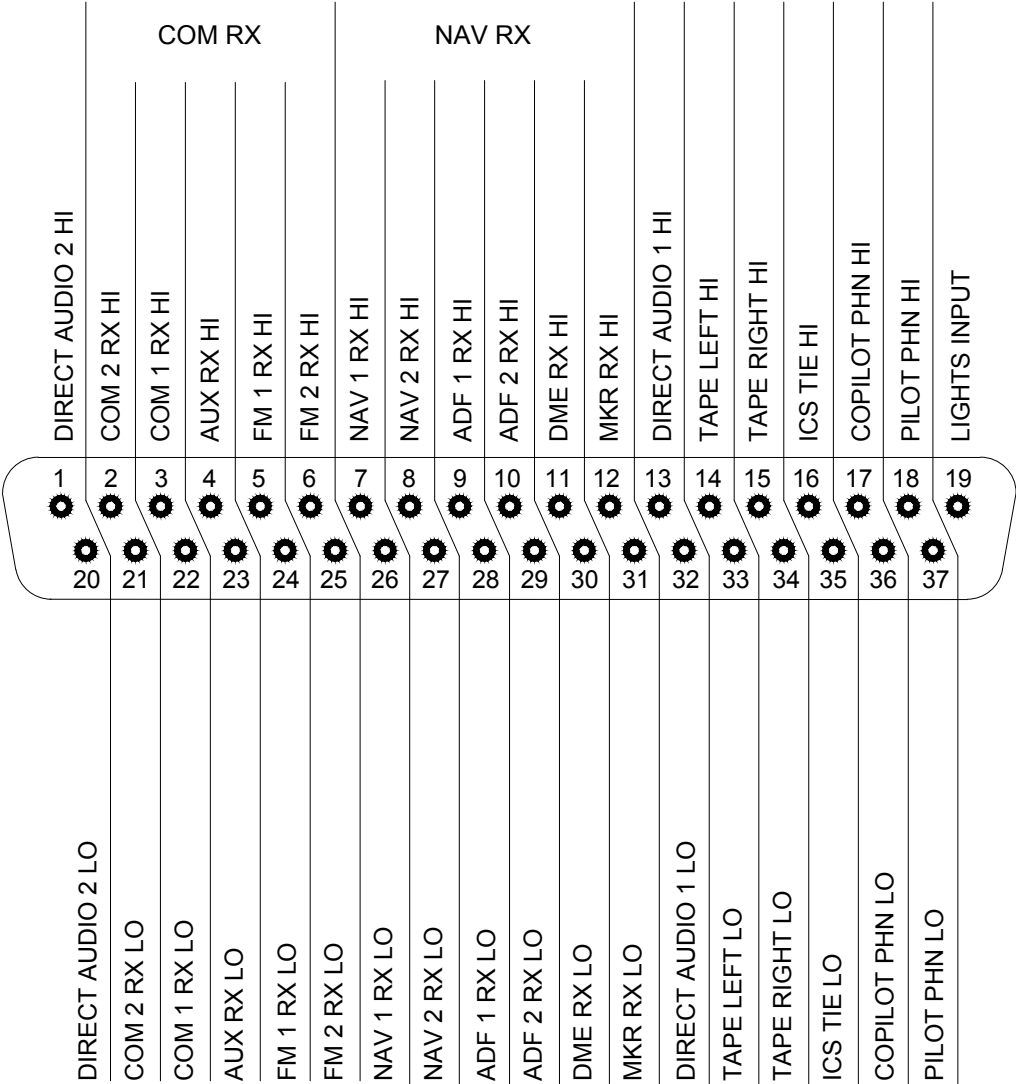 COM RX
NAV RX
DIRECT AUDIO 2 HI
COM 2 RX HI
COM 1 RX HI
AUX RX HI
FM 1 RX HI
FM 2 RX HI
NAV 1 RX HI
NAV 2 RX HI
ADF 1 RX HI
ADF 2 RX HI
DME RX HI
MKR RX HI
DIRECT AUDIO 1 HI
TAPE LEFT HI
TAPE RIGHT HI
ICS TIE HI
COPILOT PHN HI
PILOT PHN HI
LIGHTS INPUT
1 2 3 4 5 6 7 8 9 10 11 12 13 14 15 16 17 18 19
20 21 22 23 24 25 26 27 28 29 30 31 32 33 34 35 36 37
DIRECT AUDIO 2 LO
COM 2 RX LO
COM 1 RX LO
AUX RX LO
FM 1 RX LO
FM 2 RX LO
NAV 1 RX LO
NAV 2 RX LO
ADF 1 RX LO
ADF 2 RX LO
DME RX LO
MKR RX LO
DIRECT AUDIO 1 LO
TAPE LEFT LO
TAPE RIGHT LO
ICS TIE LO
COPILOT PHN LO
PILOT PHN LO